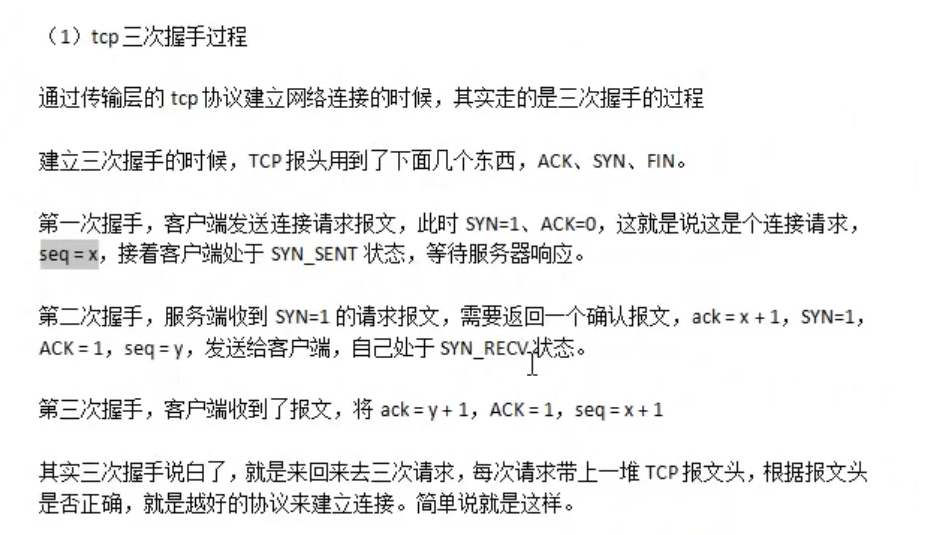 （1）tcp三次握手过程
通过传输层的 tcp 协议建立网络连接的时候，其实走的是三次握手的过程
建立三次握手的时候，TCP 报头用到了下面几个东西，ACK、SYN、FIN。
第一次握手，客户端发送连接请求报文，此时 SYN=1、ACK=0，这就是说这是个连接请求，
seq = x，接着客户端处于 SYN_SENT 状态，等待服务器响应。
第二次握手，服务端收到 SYN=1 的请求报文，需要返回一个确认报文，ack = x + 1，SYN=1，
ACK = 1，seq = y，发送给客户端，自己处于 SYN_RECV 状态。
第三次握手，客户端收到了报文，将 ack = y + 1，ACK = 1，seq = x + 1
其实三次握手说白了，就是来回来去三次请求，每次请求带上一堆 TCP 报文头，根据报文头
是否正确，就是越好的协议来建立连接。简单说就是这样。